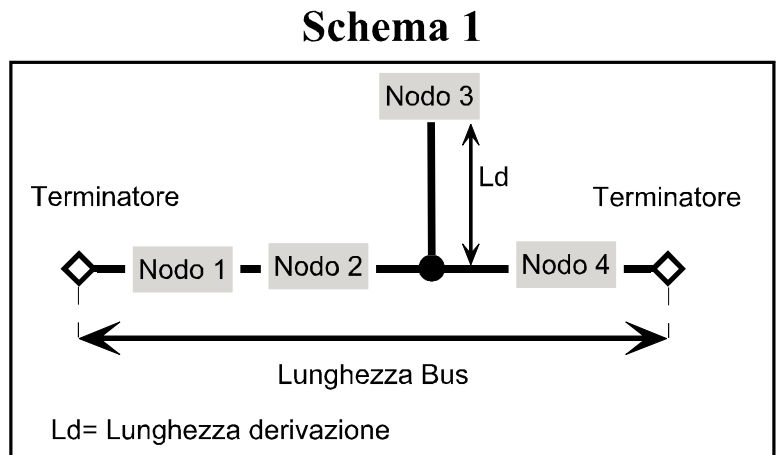 Schema 1
Nodo 3
Ld
Terminatore
Terminatore
Nodo 1
Nodo 2
Nodo 4
Lunghezza Bus
Ld= Lunghezza derivazione